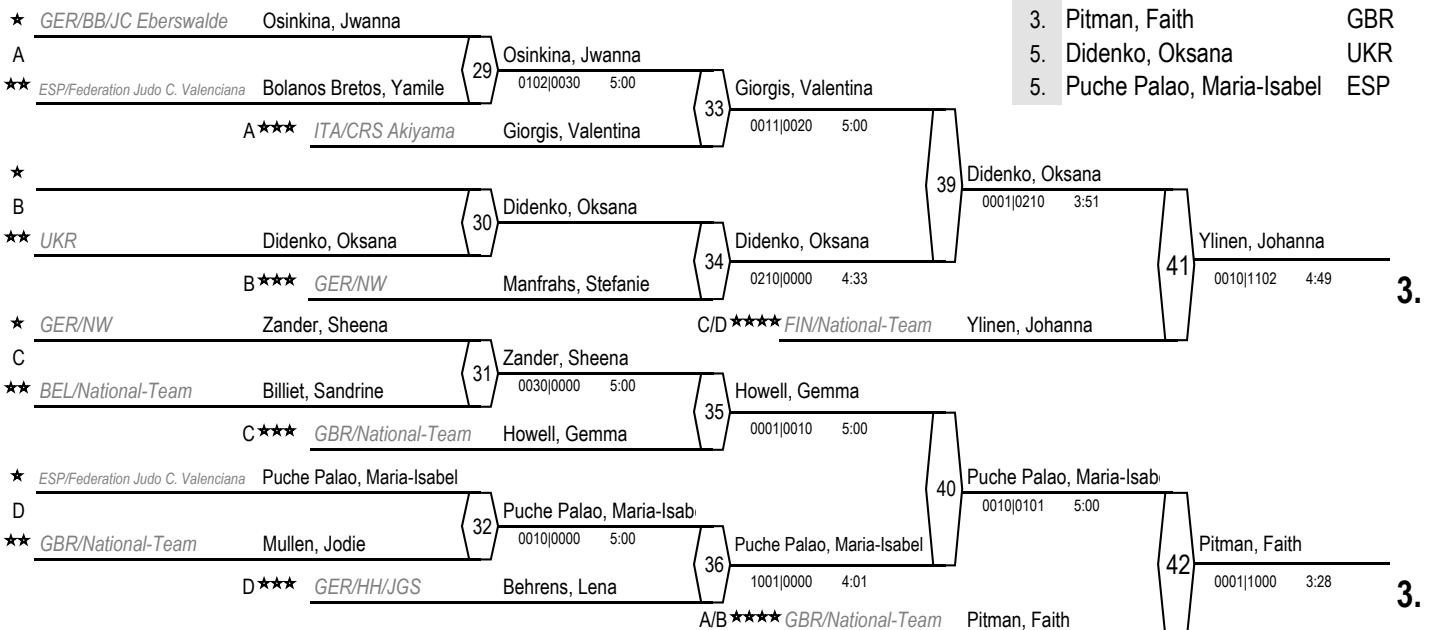 ★ GER/BB/JC Eberswalde Osinkina, Jwanna
3. Pitman, Faith GBR
A
29 Osinkina, Jwanna
5. Didenko, Oksana UKR
★★ ESP/Federation Judo C. Valenciana Bolanos Bretos, Yamile
0102|0030 5:00
33 Giorgis, Valentina
5. Puche Palao, Maria-Isabel ESP
A ★★★ ITA/CRS Akiyama Giorgis, Valentina
0011|0020 5:00
★
39 Didenko, Oksana
B
0001|0210 3:51
30 Didenko, Oksana
★★ UKR Didenko, Oksana
34 Didenko, Oksana
41 Ylinen, Johanna
B ★★★ GER/NW Manfrahs, Stefanie
0210|0000 4:33
0010|1102 4:49
3.
★ GER/NW Zander, Sheena
C/D ★★★★ FIN/National-Team Ylinen, Johanna
C
31 Zander, Sheena
0030|0000 5:00
★★ BEL/National-Team Billiet, Sandrine
35 Howell, Gemma
C ★★★ GBR/National-Team Howell, Gemma
0001|0010 5:00
★ ESP/Federation Judo C. Valenciana Puche Palao, Maria-Isabel
40 Puche Palao, Maria-Isab
0010|0101 5:00
D
32 Puche Palao, Maria-Isab
0010|0000 5:00
★★ GBR/National-Team Mullen, Jodie
36 Puche Palao, Maria-Isabel
42 Pitman, Faith
D ★★★ GER/HH/JGS Behrens, Lena
1001|0000 4:01
0001|1000 3:28
3.
A/B ★★★★ GBR/National-Team Pitman, Faith